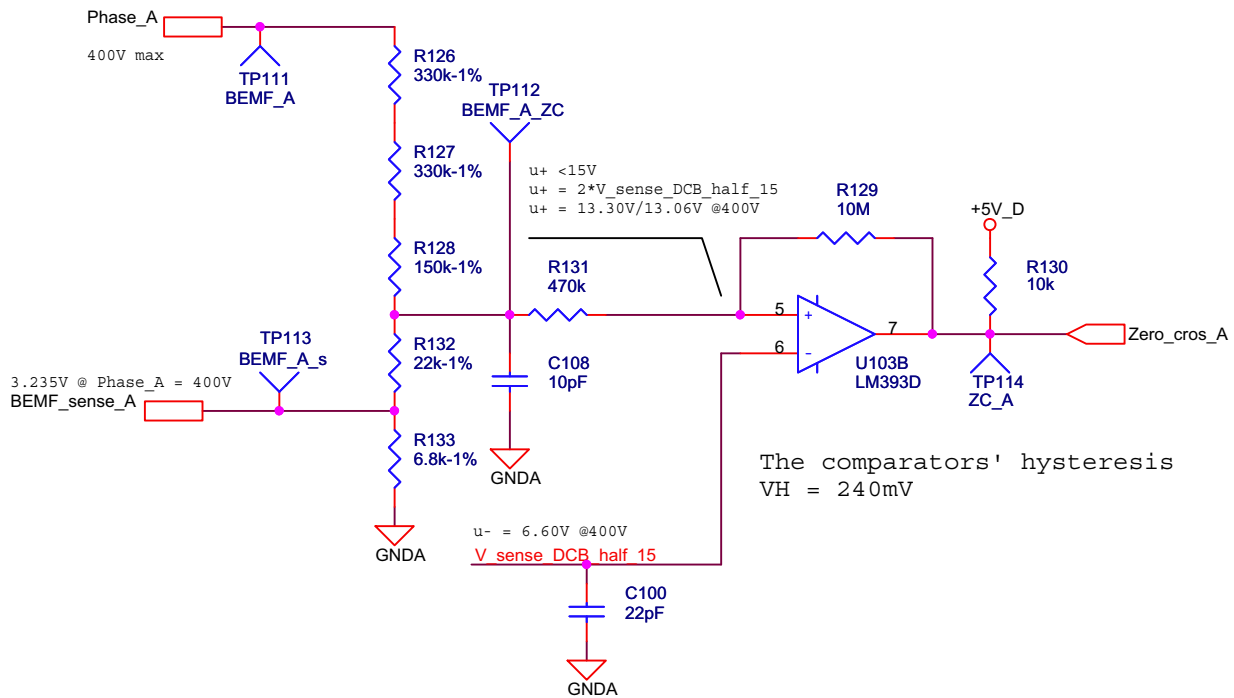 Phase_A
400V max
TP111
BEMF_A
R126
330k-1%
TP112
BEMF_A_ZC
R127
330k-1%
u+ <15V
u+ = 2*V_sense_DCB_half_15
u+ = 13.30V/13.06V @400V
R129
10M
+5V_D
R128
150k-1%
R131
470k
R130
10k
5
+
6
-
7
U103B
LM393D
Zero_cros_A
TP114
ZC_A
TP113
BEMF_A_s
R132
22k-1%
C108
10pF
3.235V @ Phase_A = 400V
BEMF_sense_A
R133
6.8k-1%
GNDA
GNDA
The comparators' hysteresis
VH = 240mV
u- = 6.60V @400V
V_sense_DCB_half_15
C100
22pF
GNDA